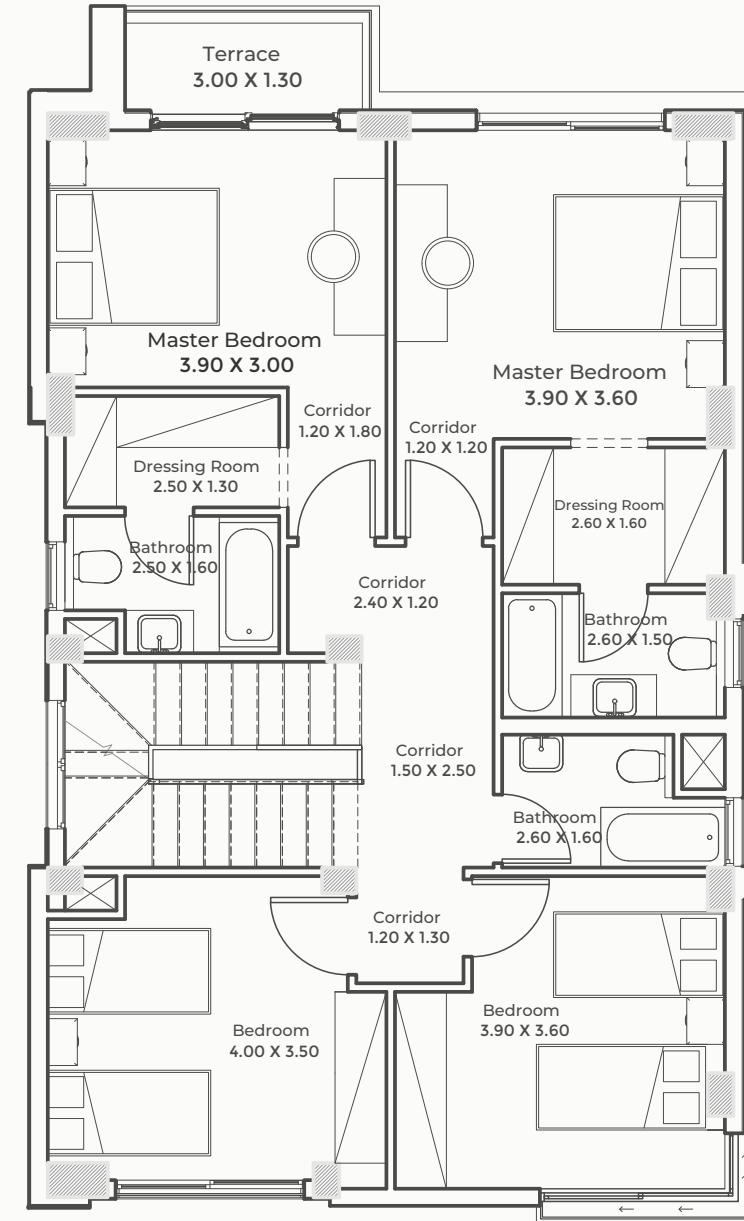 Terrace
3.00 X 1.30
Master Bedroom
3.90 X 3.00
Master Bedroom
3.90 X 3.60
Corridor
1.20 X 1.80
Corridor
1.20 X 1.20
Dressing Room
2.50 X 1.30
Dressing Room
2.60 X 1.60
Bathroom
2.50 X 1.60
Corridor
2.40 X 1.20
Bathroom
2.60 X 1.50
Corridor
1.50 X 2.50
Bathroom
2.60 X 1.60
Corridor
1.20 X 1.30
Bedroom
4.00 X 3.50
Bedroom
3.90 X 3.60